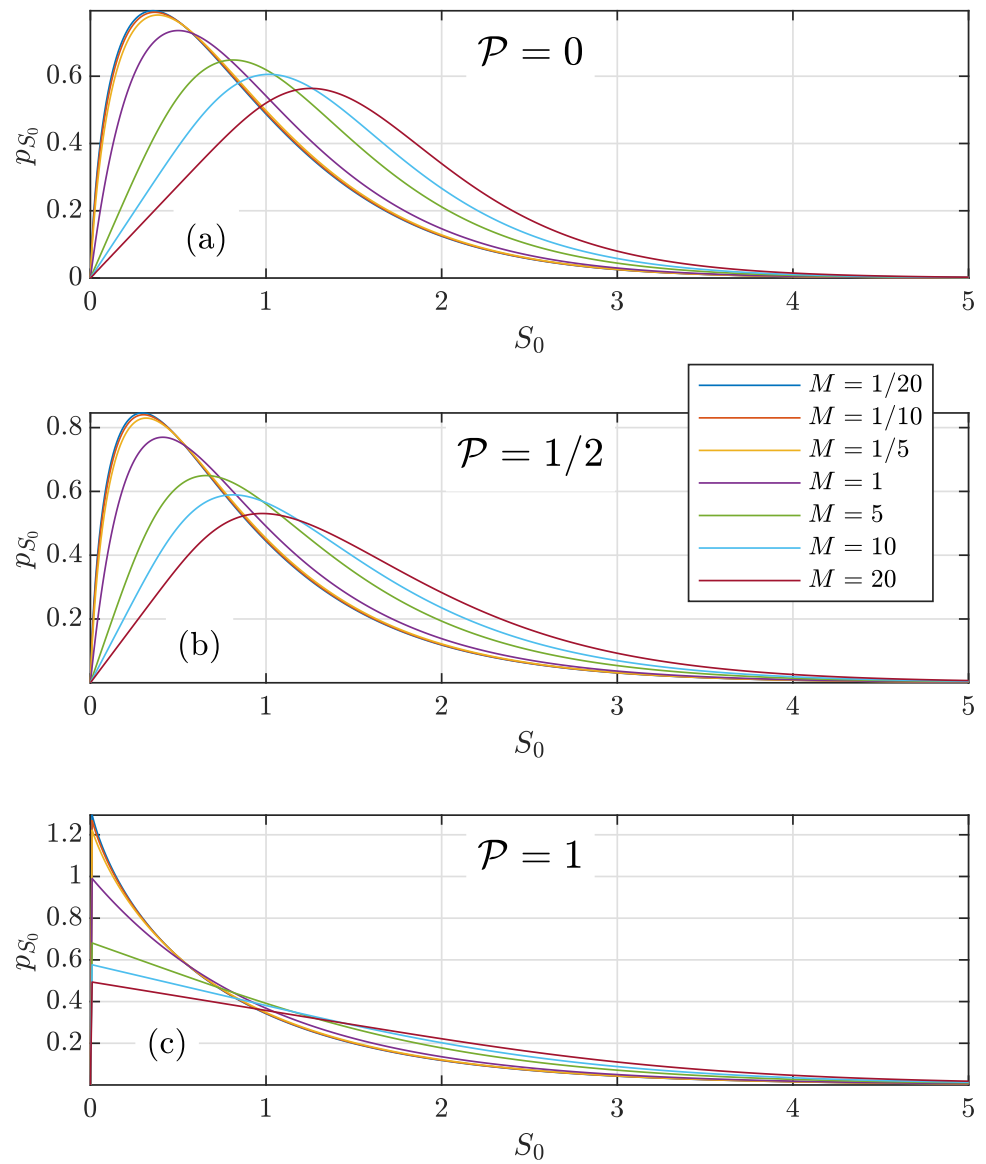 𝒫 = 0
0.6
0.4
0.2
0
p_{S_0}
(a)
0 1 2 3 4 5
S_0
M = 1/20
M = 1/10
M = 1/5
M = 1
M = 5
M = 10
M = 20
𝒫 = 1/2
0.8
0.6
0.4
0.2
p_{S_0}
(b)
0 1 2 3 4 5
S_0
𝒫 = 1
1.2
1
0.8
0.6
0.4
0.2
p_{S_0}
(c)
0 1 2 3 4 5
S_0